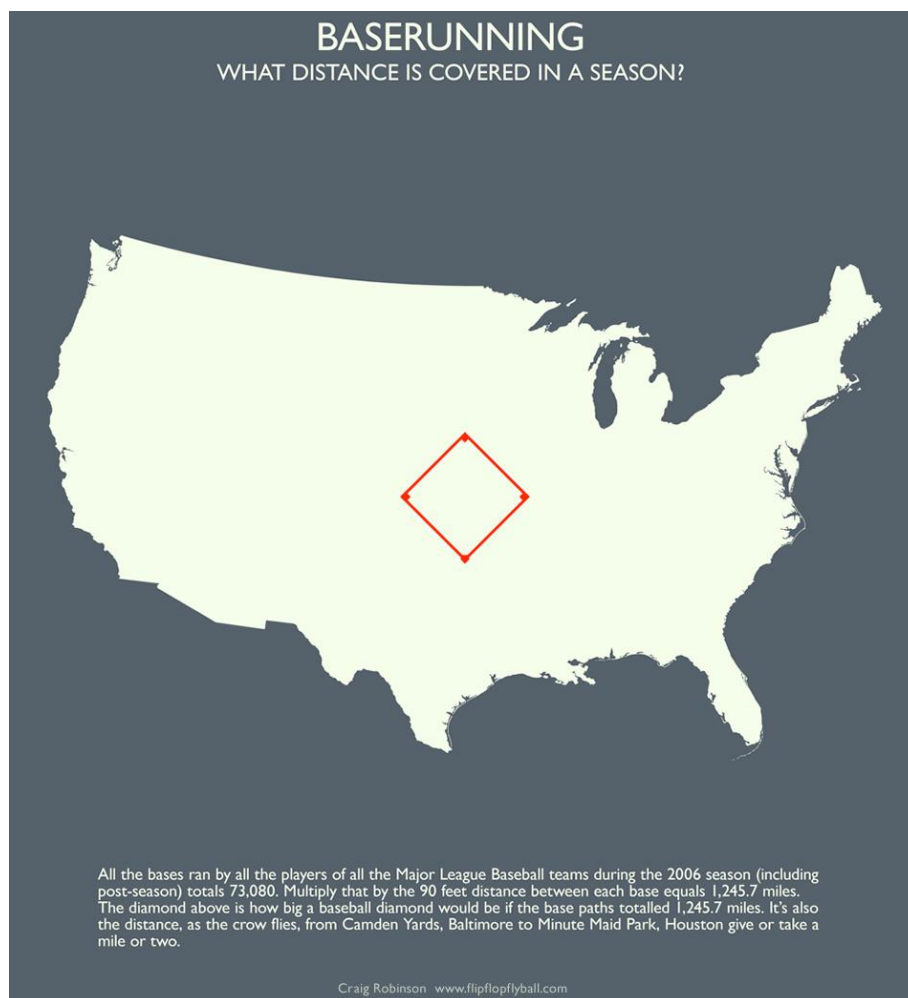 BASERUNNING
WHAT DISTANCE IS COVERED IN A SEASON?
All the bases ran by all the players of all the Major League Baseball teams during the 2006 season (including
post-season) totals 73,080. Multiply that by the 90 feet distance between each base equals 1,245.7 miles.
The diamond above is how big a baseball diamond would be if the base paths totalled 1,245.7 miles. It's also
the distance, as the crow flies, from Camden Yards, Baltimore to Minute Maid Park, Houston give or take a
mile or two.
Craig Robinson www.flipflopflyball.com